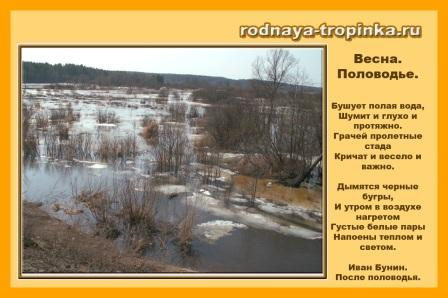 rodnaya-tropinka.ru
Весна.
Половодье.
Бушует полая вода,
Шумит и глухо и
протяжно.
Грачей пролетные
стада
Кричат и весело и
важно.
Дымятся черные
бугры,
И утром в воздухе
нагретом
Густые белые пары
Напоены теплом и
светом.
Иван Бунин.
После половодья.